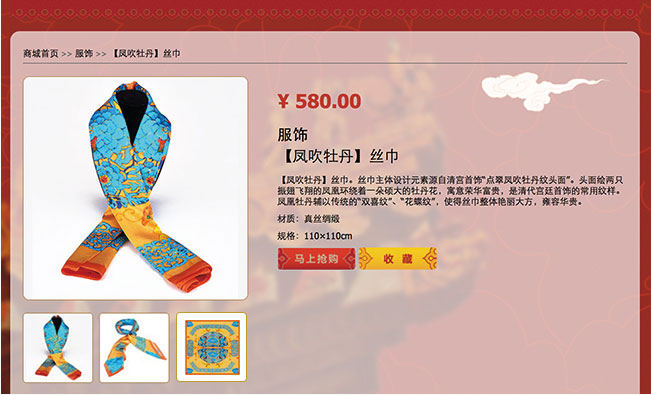 商城首页 >> 服饰 >> 【凤吹牡丹】丝巾
¥ 580.00
服饰
【凤吹牡丹】丝巾
【凤吹牡丹】丝巾。丝巾主体设计元素源自清宫首饰“点翠凤吹牡丹纹头面”。头面绘两只
振翅飞翔的凤凰环绕着一朵硕大的牡丹花，寓意荣华富贵，是清代宫廷首饰的常用纹样。
凤凰牡丹辅以传统的“双喜纹”、“花蝶纹”，使得丝巾整体艳丽大方，雍容华贵。
材质：真丝绸缎
规格：110×110cm
马上抢购
收藏